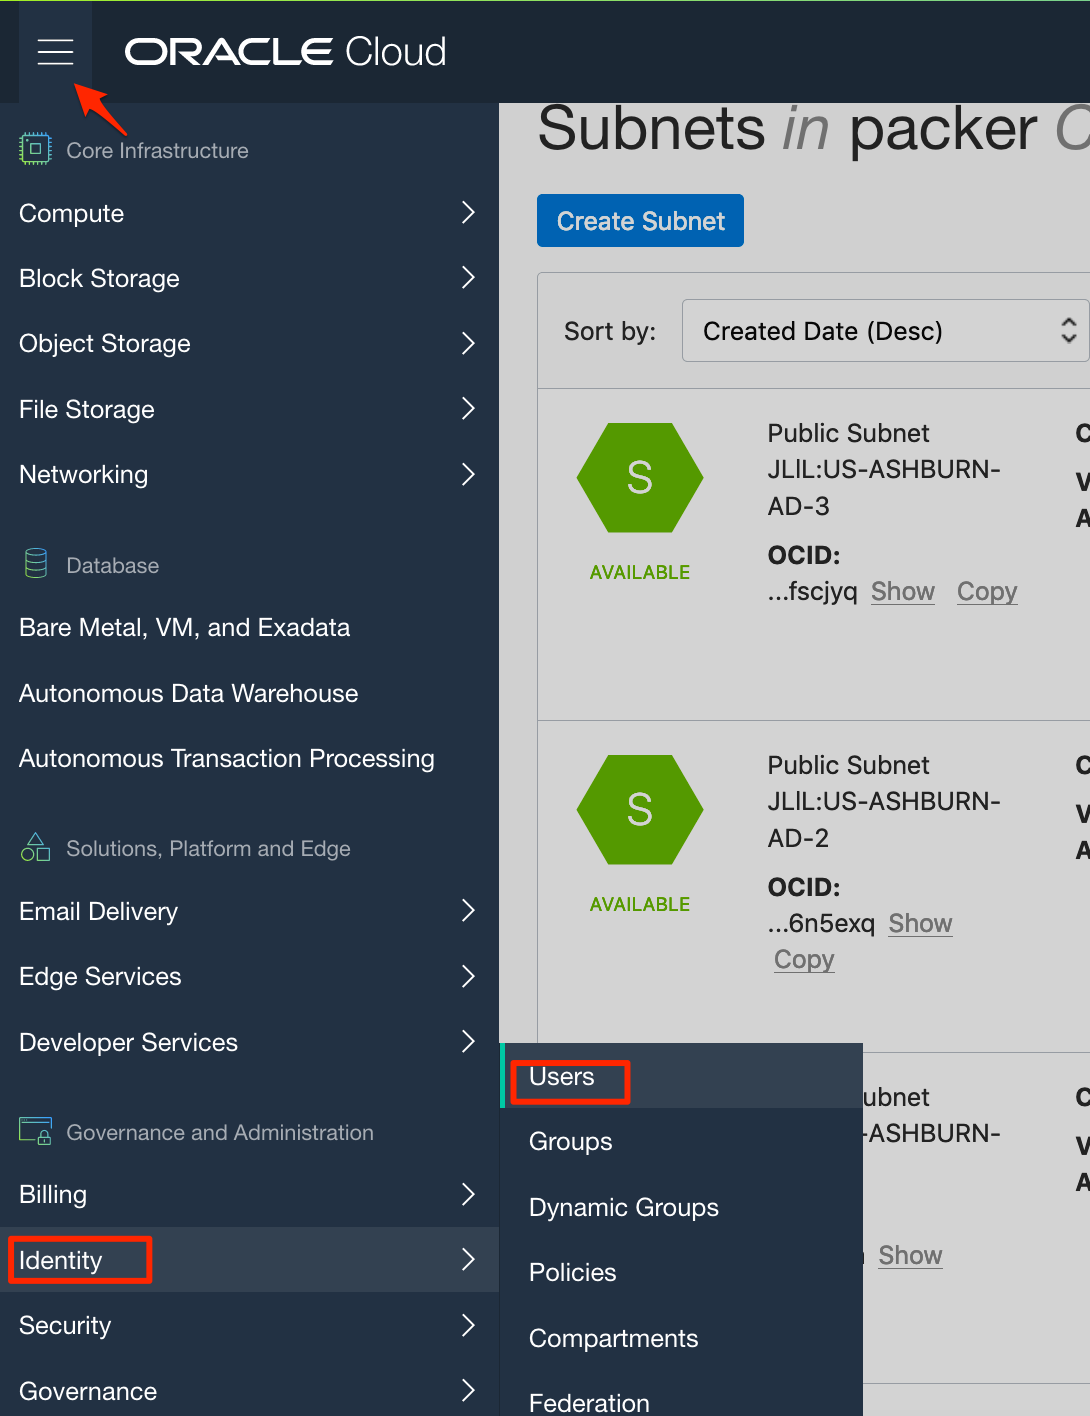 ORACLE Cloud
Core Infrastructure
Compute
Block Storage
Object Storage
File Storage
Networking
Database
Bare Metal, VM, and Exadata
Autonomous Data Warehouse
Autonomous Transaction Processing
Solutions, Platform and Edge
Email Delivery
Edge Services
Developer Services
Governance and Administration
Billing
Identity
Security
Governance
Users
Groups
Dynamic Groups
Policies
Compartments
Federation
Subnets in packer
Create Subnet
Sort by: Created Date (Desc)
S
AVAILABLE
Public Subnet
JLlL:US-ASHBURN-
AD-3
OCID:
...fscjyq Show Copy
S
AVAILABLE
Public Subnet
JLlL:US-ASHBURN-
AD-2
OCID:
...6n5exq Show
Copy
ubnet
-ASHBURN-
Show